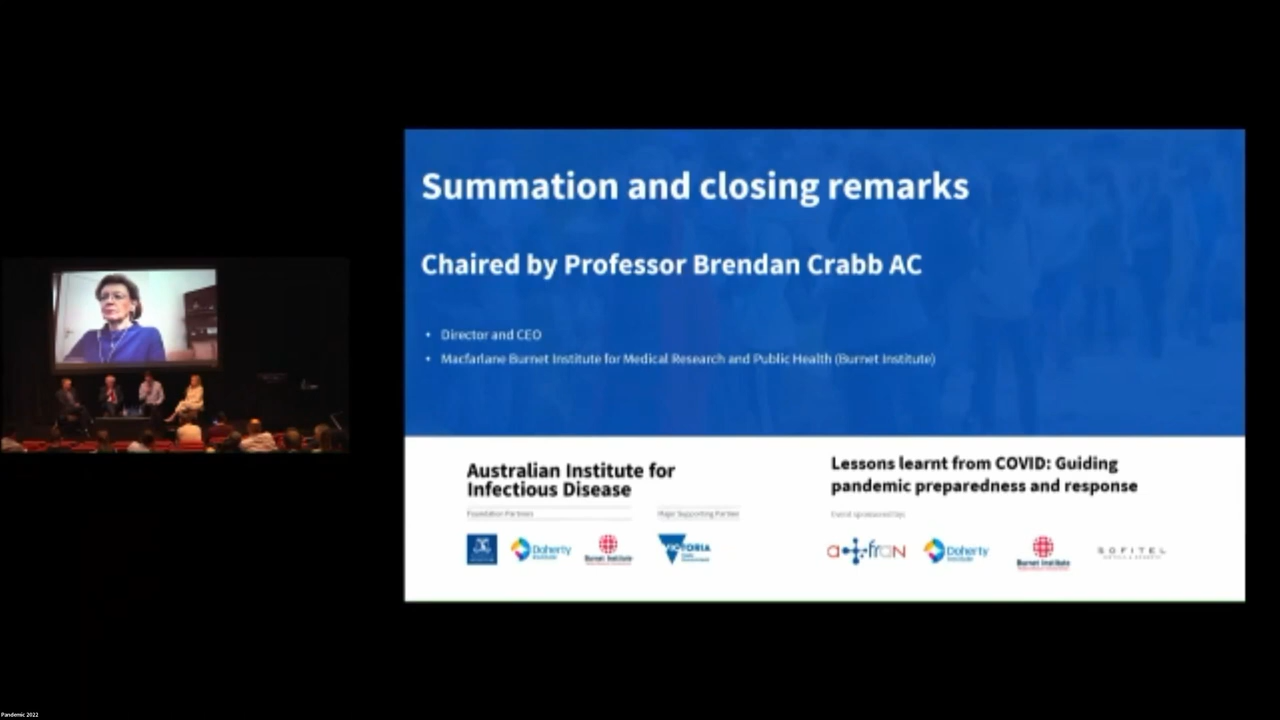 Summation and closing remarks
Chaired by Professor Brendan Crabb AC
• Director and CEO
• Macfarlane Burnet Institute for Medical Research and Public Health (Burnet Institute)
Australian Institute for
Infectious Disease
Foundation Partners
Major Supporting Partner
Doherty
Institute
Burnet Institute
VICTORIA
Lessons learnt from COVID: Guiding
pandemic preparedness and response
Event sponsored by:
Doherty
Institute
Burnet Institute
SOFITEL
Pandemic 2022